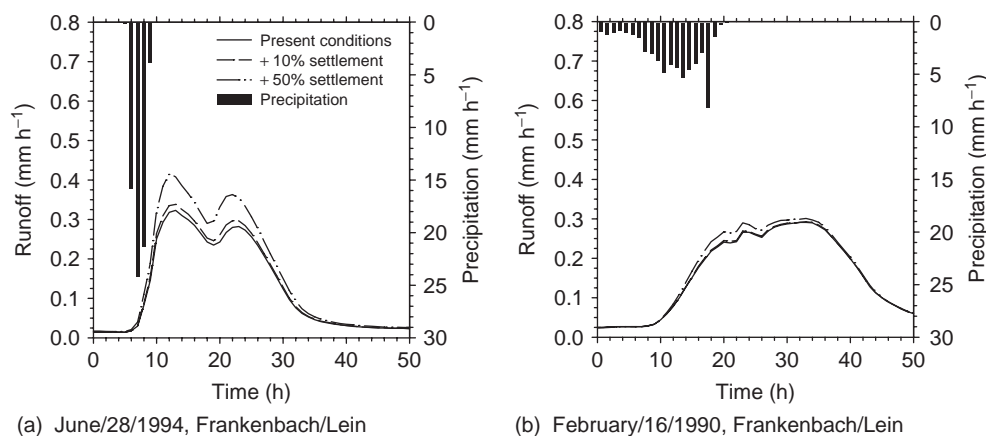 0.8
0.7
0.6
0.5
0.4
0.3
0.2
0.1
0.0
Runoff (mm h⁻¹)
Present conditions
+ 10% settlement
+ 50% settlement
Precipitation
0
5
10
15
20
25
30
Precipitation (mm h⁻¹)
0 10 20 30 40 50
Time (h)
(a) June/28/1994, Frankenbach/Lein
0.8
0.7
0.6
0.5
0.4
0.3
0.2
0.1
0.0
Runoff (mm h⁻¹)
0
5
10
15
20
25
30
Precipitation (mm h⁻¹)
0 10 20 30 40 50
Time (h)
(b) February/16/1990, Frankenbach/Lein